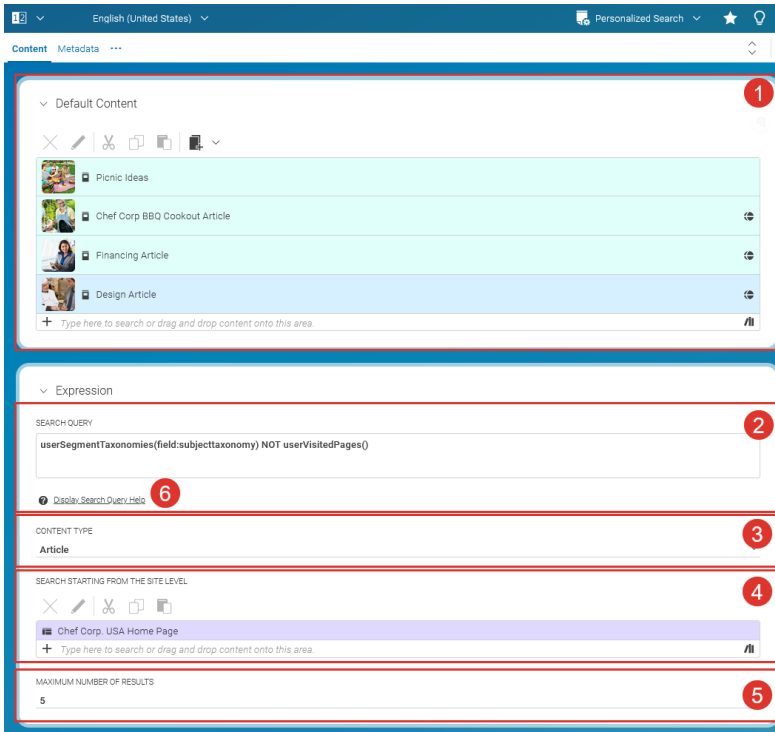 English (United States)
Personalized Search
Content Metadata ...
1
Default Content
Picnic Ideas
Chef Corp BBQ Cookout Article
Financing Article
Design Article
Type here to search or drag and drop content onto this area.
Expression
2
SEARCH QUERY
userSegmentTaxonomies(field:subjecttaxonomy) NOT userVisitedPages()
Display Search Query Help
6
CONTENT TYPE
3
Article
SEARCH STARTING FROM THE SITE LEVEL
4
Chef Corp. USA Home Page
Type here to search or drag and drop content onto this area.
MAXIMUM NUMBER OF RESULTS
5
5